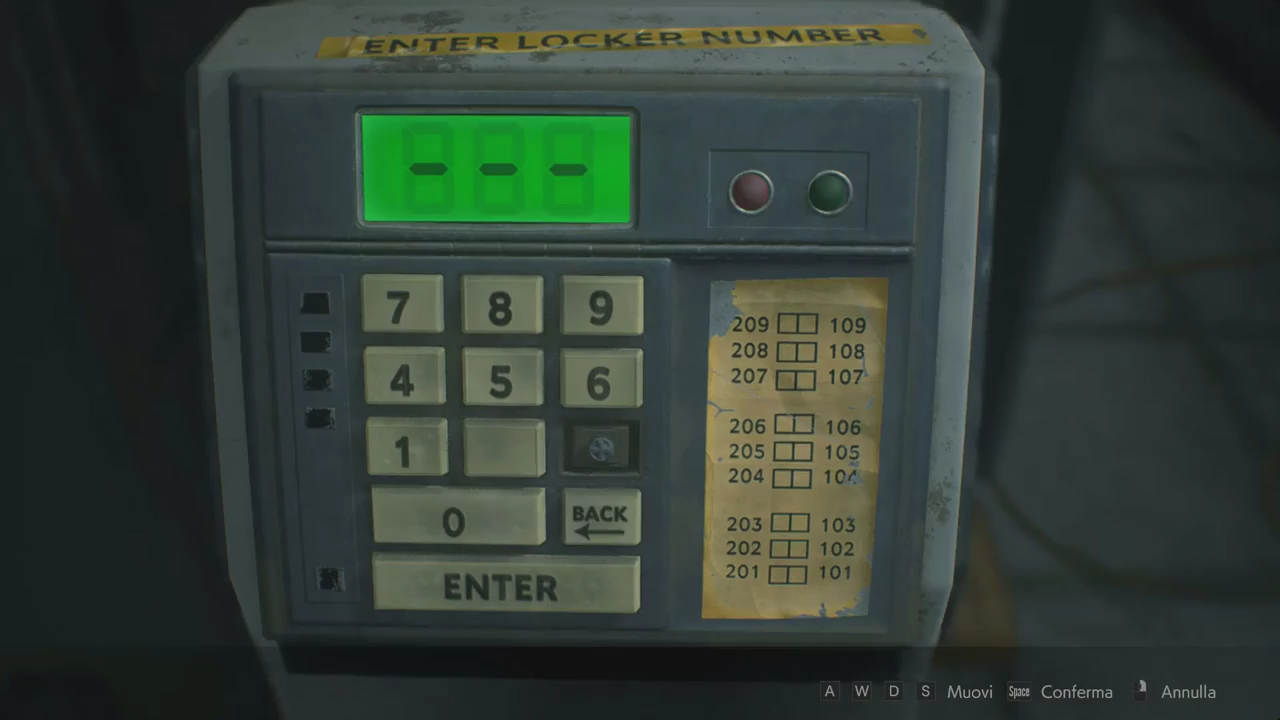 ENTER LOCKER NUMBER
- - -
7 8 9
4 5 6
1
0 BACK
ENTER
209 109
208 108
207 107
206 106
205 105
204 104
203 103
202 102
201 101
A W D S Muovi Space Conferma Annulla